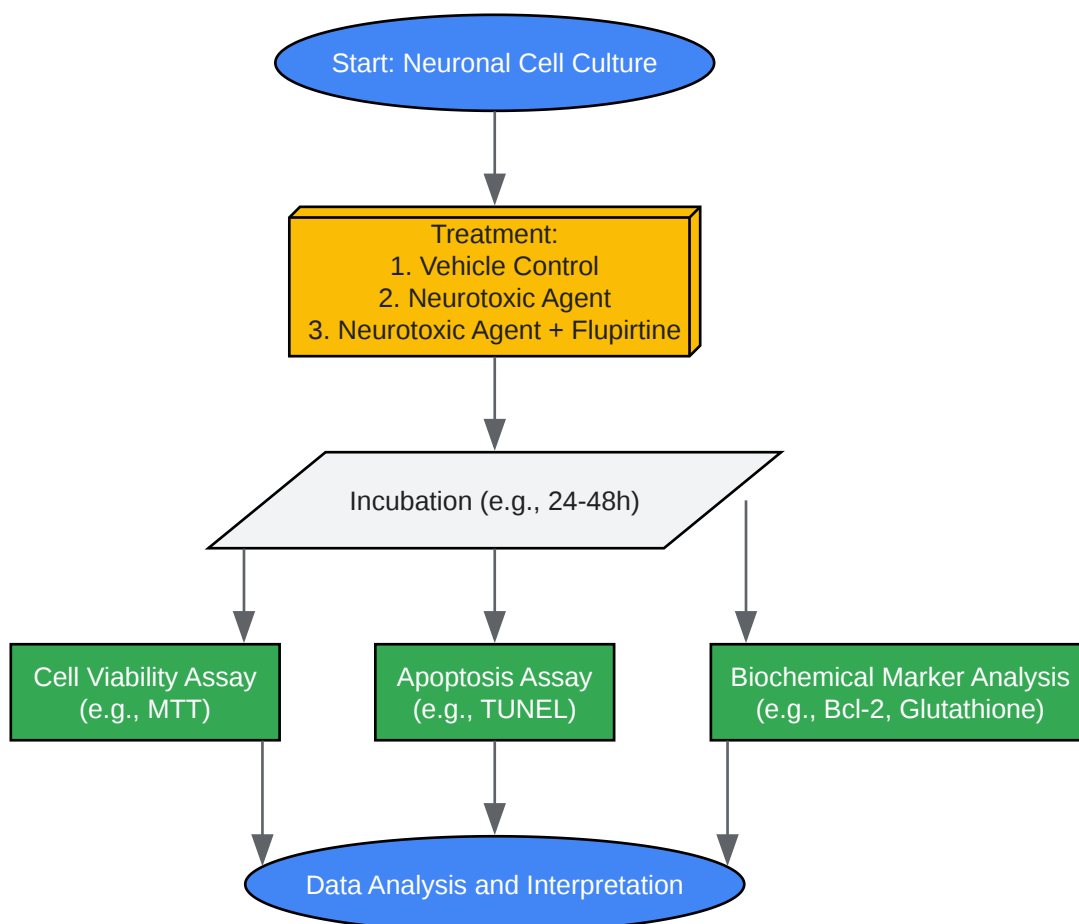 Start: Neuronal Cell Culture
Treatment:
1. Vehicle Control
2. Neurotoxic Agent
3. Neurotoxic Agent + Flupirtine
Incubation (e.g., 24-48h)
Cell Viability Assay
(e.g., MTT)
Apoptosis Assay
(e.g., TUNEL)
Biochemical Marker Analysis
(e.g., Bcl-2, Glutathione)
Data Analysis and Interpretation